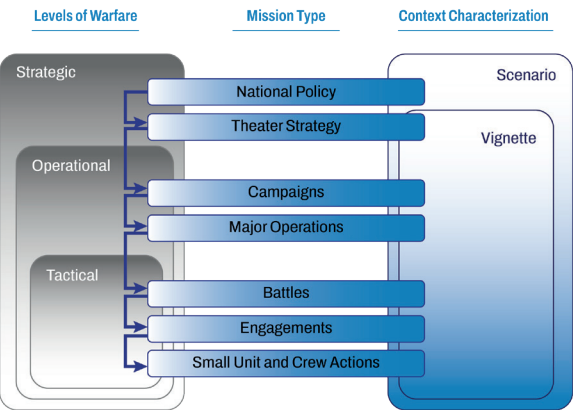 Levels of Warfare
Mission Type
Context Characterization
Strategic
Scenario
National Policy
Theater Strategy
Vignette
Operational
Campaigns
Major Operations
Tactical
Battles
Engagements
Small Unit and Crew Actions